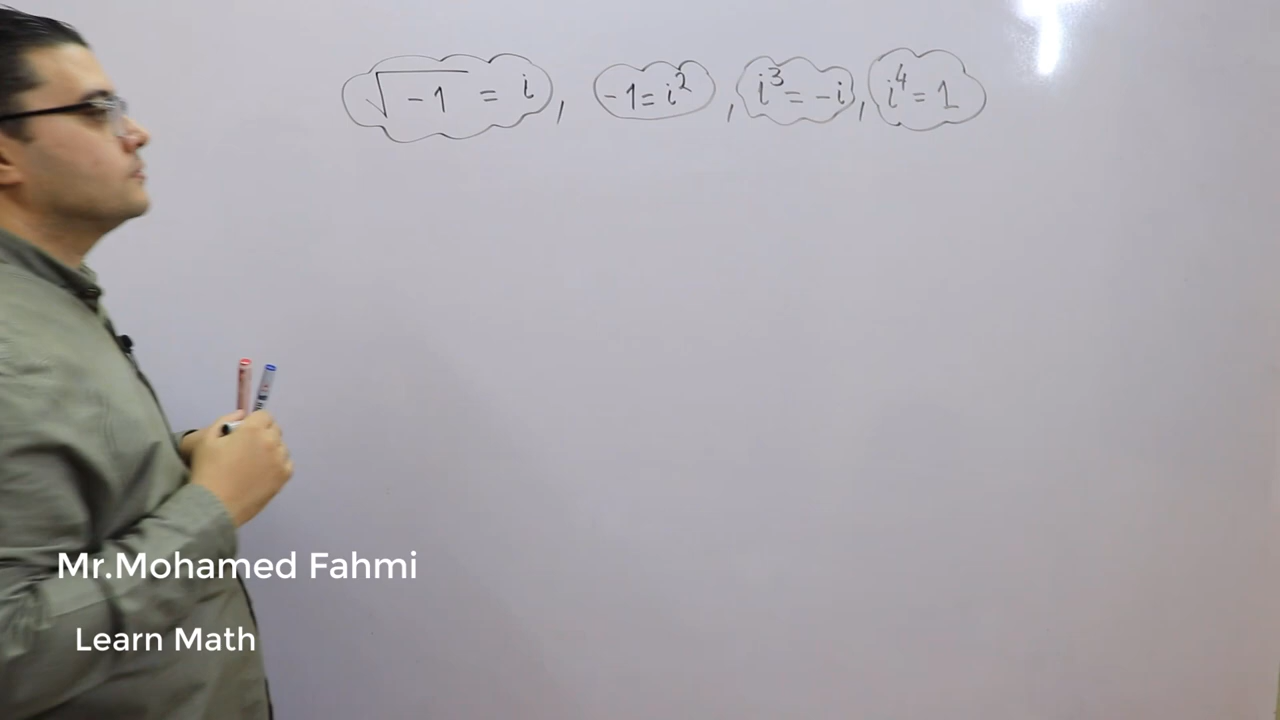 √-1 = i, -1 = i², i³ = -i, i⁴ = 1
Mr.Mohamed Fahmi
Learn Math